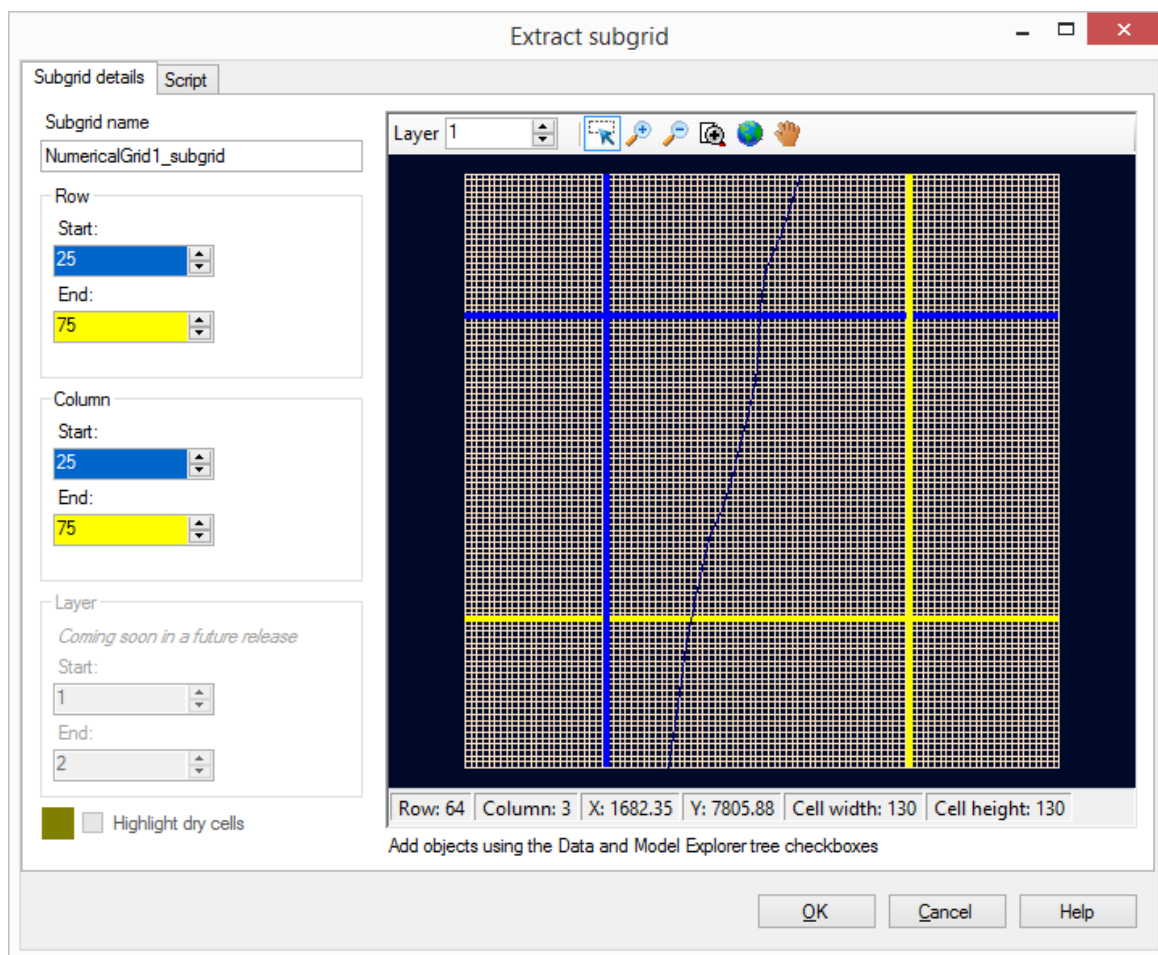 Extract subgrid
Subgrid details Script
Subgrid name
NumericalGrid1_subgrid
Row
Start:
25
End:
75
Column
Start:
25
End:
75
Layer
Coming soon in a future release
Start:
1
End:
2
Highlight dry cells
Layer 1
Row: 64 Column: 3 X: 1682.35 Y: 7805.88 Cell width: 130 Cell height: 130
Add objects using the Data and Model Explorer tree checkboxes
OK Cancel Help